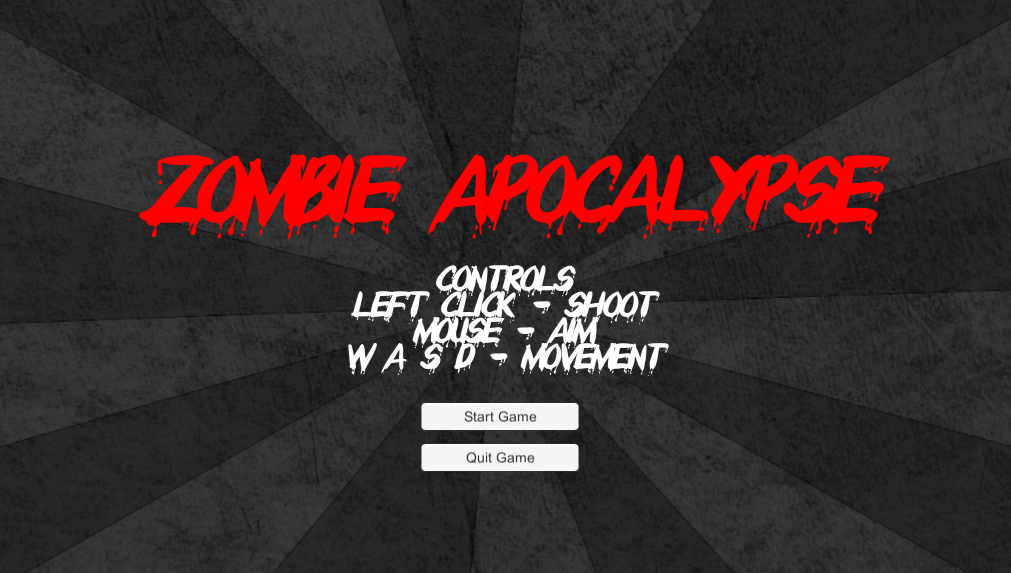 ZOMBIE APOCALYPSE
CONTROLS
LEFT CLICK - SHOOT
MOUSE - AIM
W A S D - MOVEMENT
Start Game
Quit Game